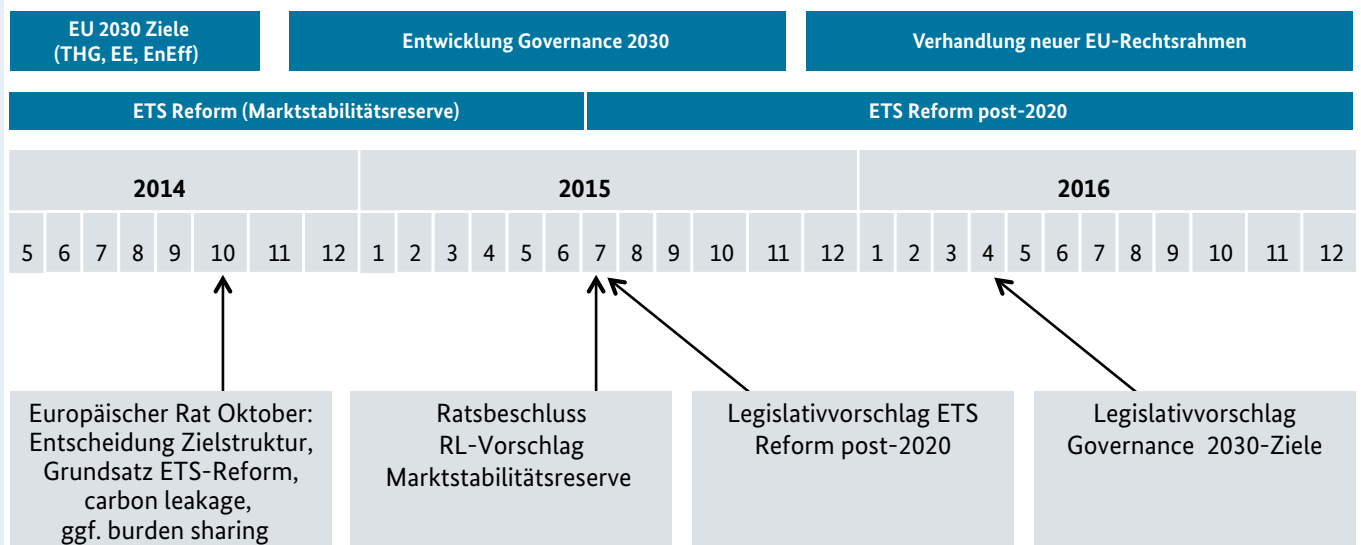 EU 2030 Ziele
(THG, EE, EnEff)
Entwicklung Governance 2030
Verhandlung neuer EU-Rechtsrahmen
ETS Reform (Marktstabilitätsreserve)
ETS Reform post-2020
2014
2015
2016
5 6 7 8 9 10 11 12 1 2 3 4 5 6 7 8 9 10 11 12 1 2 3 4 5 6 7 8 9 10 11 12
Europäischer Rat Oktober:
Entscheidung Zielstruktur,
Grundsatz ETS-Reform,
carbon leakage,
ggf. burden sharing
Ratsbeschluss
RL-Vorschlag
Marktstabilitätsreserve
Legislativvorschlag ETS
Reform post-2020
Legislativvorschlag
Governance 2030-Ziele